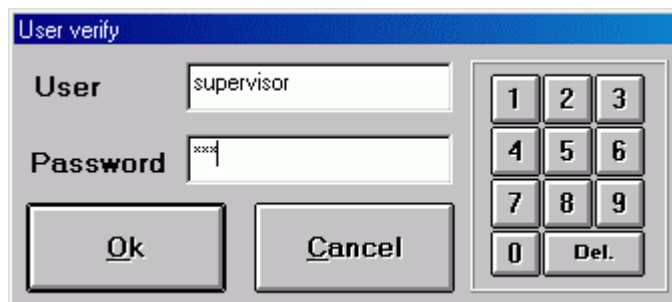 User verify
User
supervisor
Password
***
Ok
Cancel
1 2 3
4 5 6
7 8 9
0 Del.